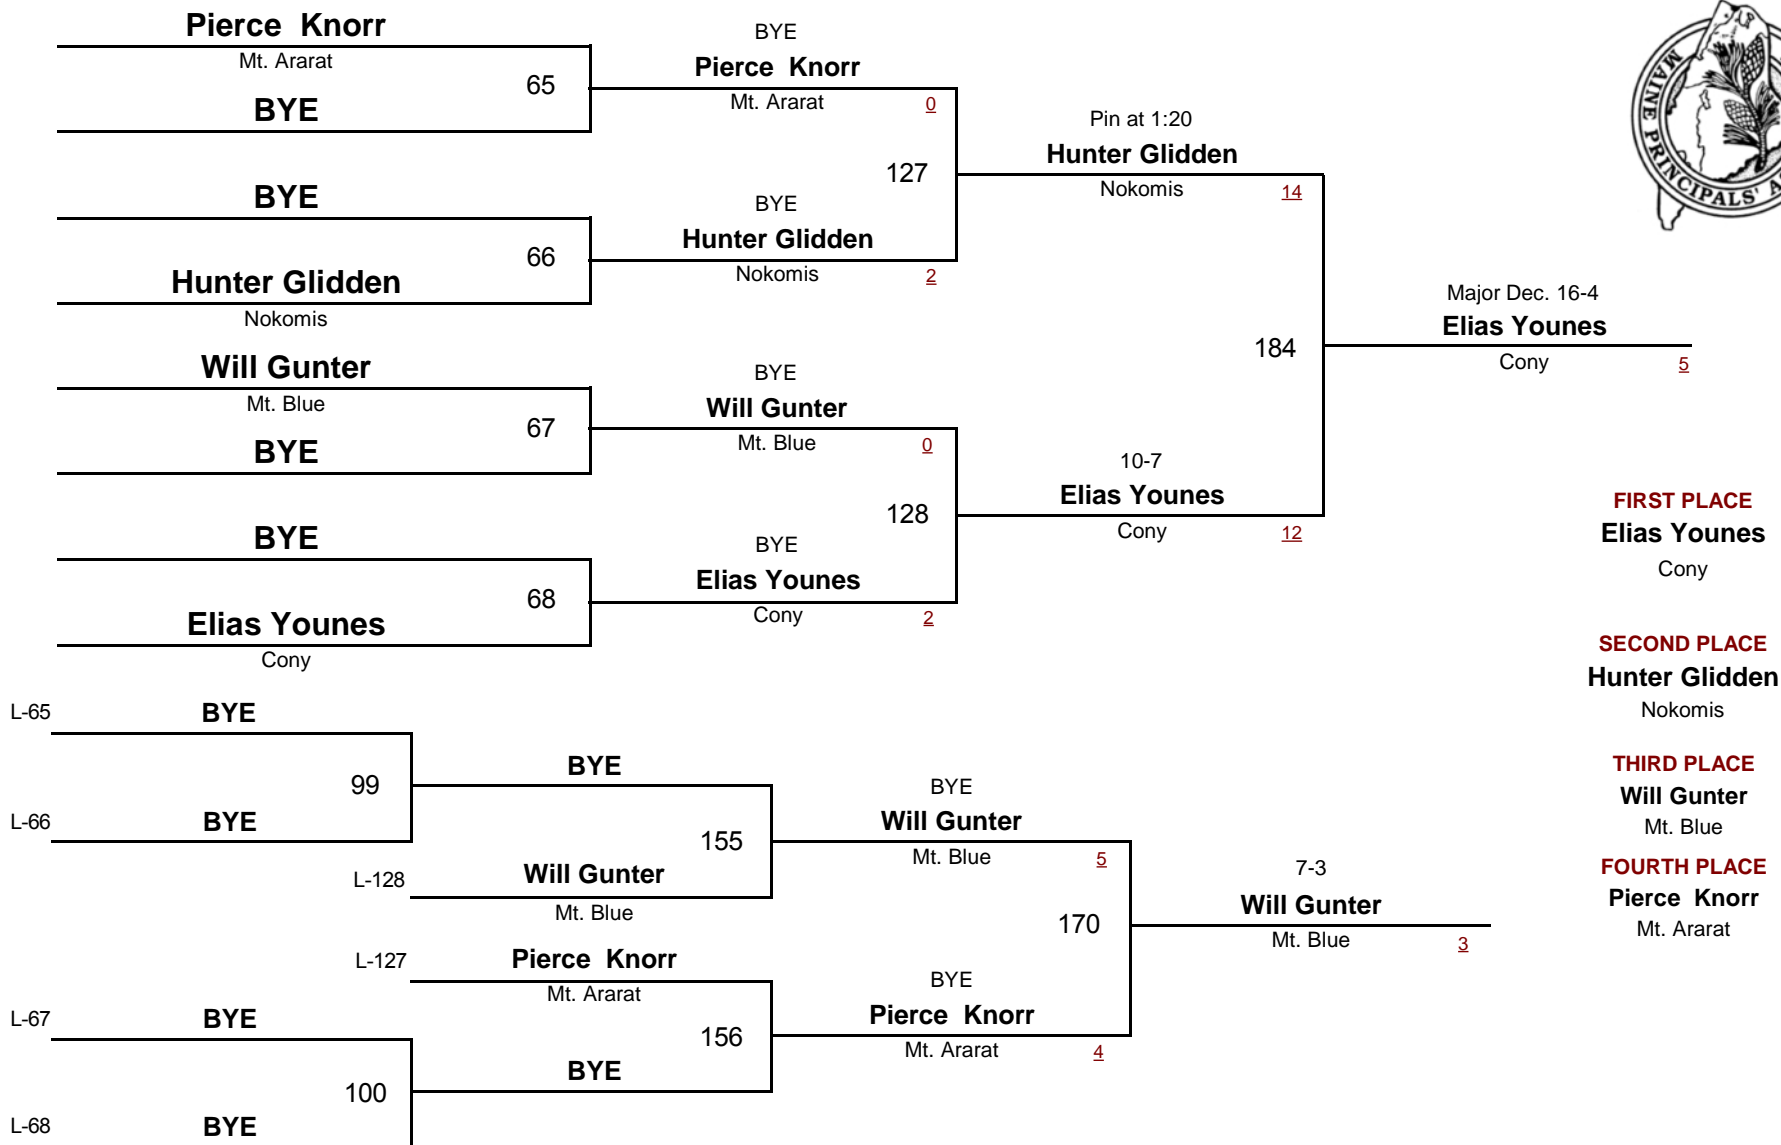 Pierce  Knorr
Mt. Ararat
65
BYE
BYE
66
Hunter Glidden
Nokomis
Will Gunter
Mt. Blue
67
BYE
BYE
68
Elias Younes
Cony
BYE
Pierce  Knorr
Mt. Ararat
0
127
BYE
Hunter Glidden
Nokomis
2
BYE
Will Gunter
Mt. Blue
0
128
BYE
Elias Younes
Cony
2
Pin at 1:20
Hunter Glidden
Nokomis
14
184
10-7
Elias Younes
Cony
12
Major Dec. 16-4
Elias Younes
Cony
5
MAINE PRINCIPALS'
FIRST PLACE
Elias Younes
Cony
SECOND PLACE
Hunter Glidden
Nokomis
THIRD PLACE
Will Gunter
Mt. Blue
FOURTH PLACE
Pierce  Knorr
Mt. Ararat
L-65
BYE
99
L-66
BYE
BYE
155
L-128
Will Gunter
Mt. Blue
L-127
Pierce  Knorr
Mt. Ararat
156
BYE
L-67
BYE
100
L-68
BYE
BYE
Will Gunter
Mt. Blue
5
170
BYE
Pierce  Knorr
Mt. Ararat
4
7-3
Will Gunter
Mt. Blue
3